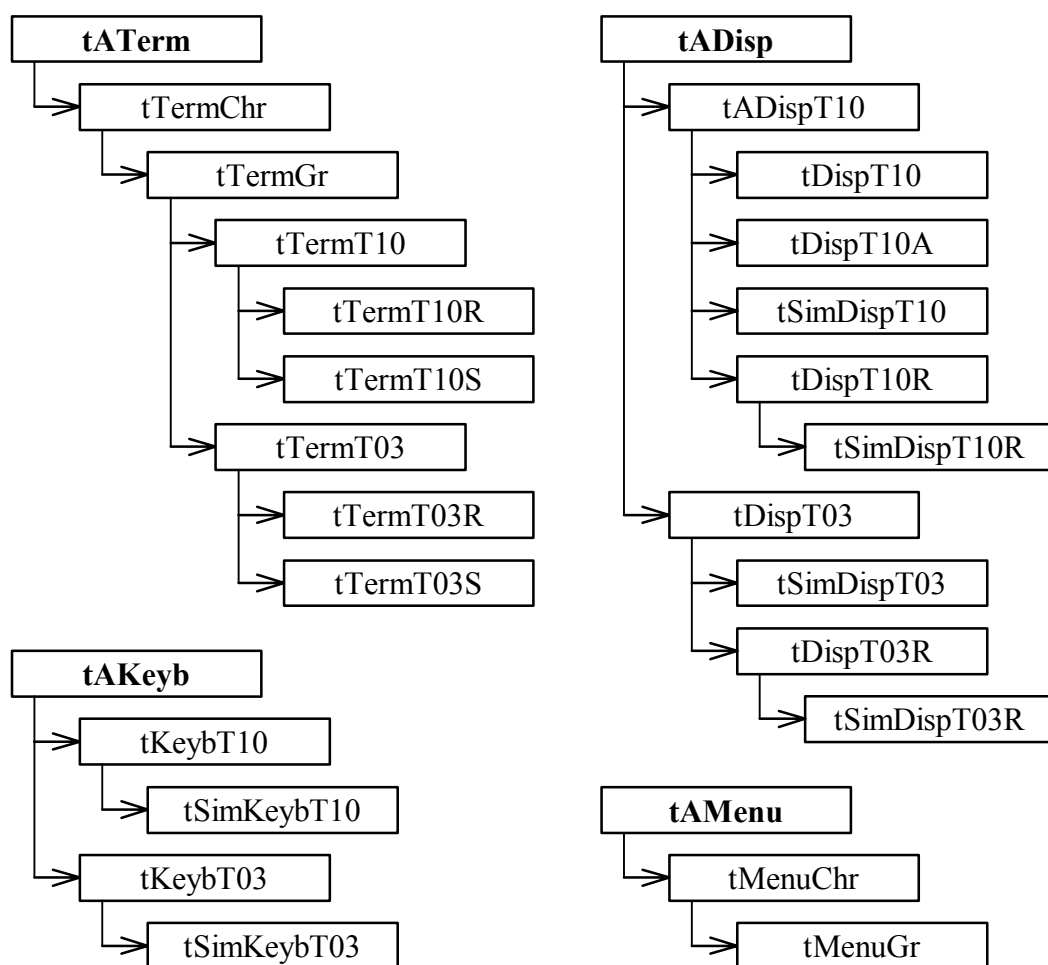 tATerm
tTermChr
tTermGr
tTermT10
tTermT10R
tTermT10S
tTermT03
tTermT03R
tTermT03S
tAKeyb
tKeybT10
tSimKeybT10
tKeybT03
tSimKeybT03
tADisp
tADispT10
tDispT10
tDispT10A
tSimDispT10
tDispT10R
tSimDispT10R
tDispT03
tSimDispT03
tDispT03R
tSimDispT03R
tAMenu
tMenuChr
tMenuGr